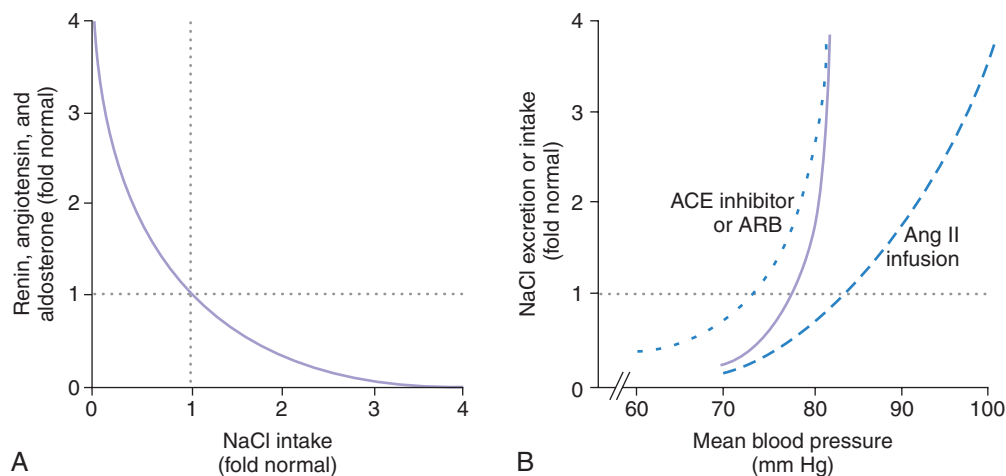 Renin, angiotensin, and
aldosterone (fold normal)
4
3
2
1
0
0 1 2 3 4
NaCl intake
(fold normal)
A
NaCl excretion or intake
(fold normal)
4
3
2
1
0
ACE inhibitor
or ARB
Ang II
infusion
60 70 80 90 100
Mean blood pressure
(mm Hg)
B